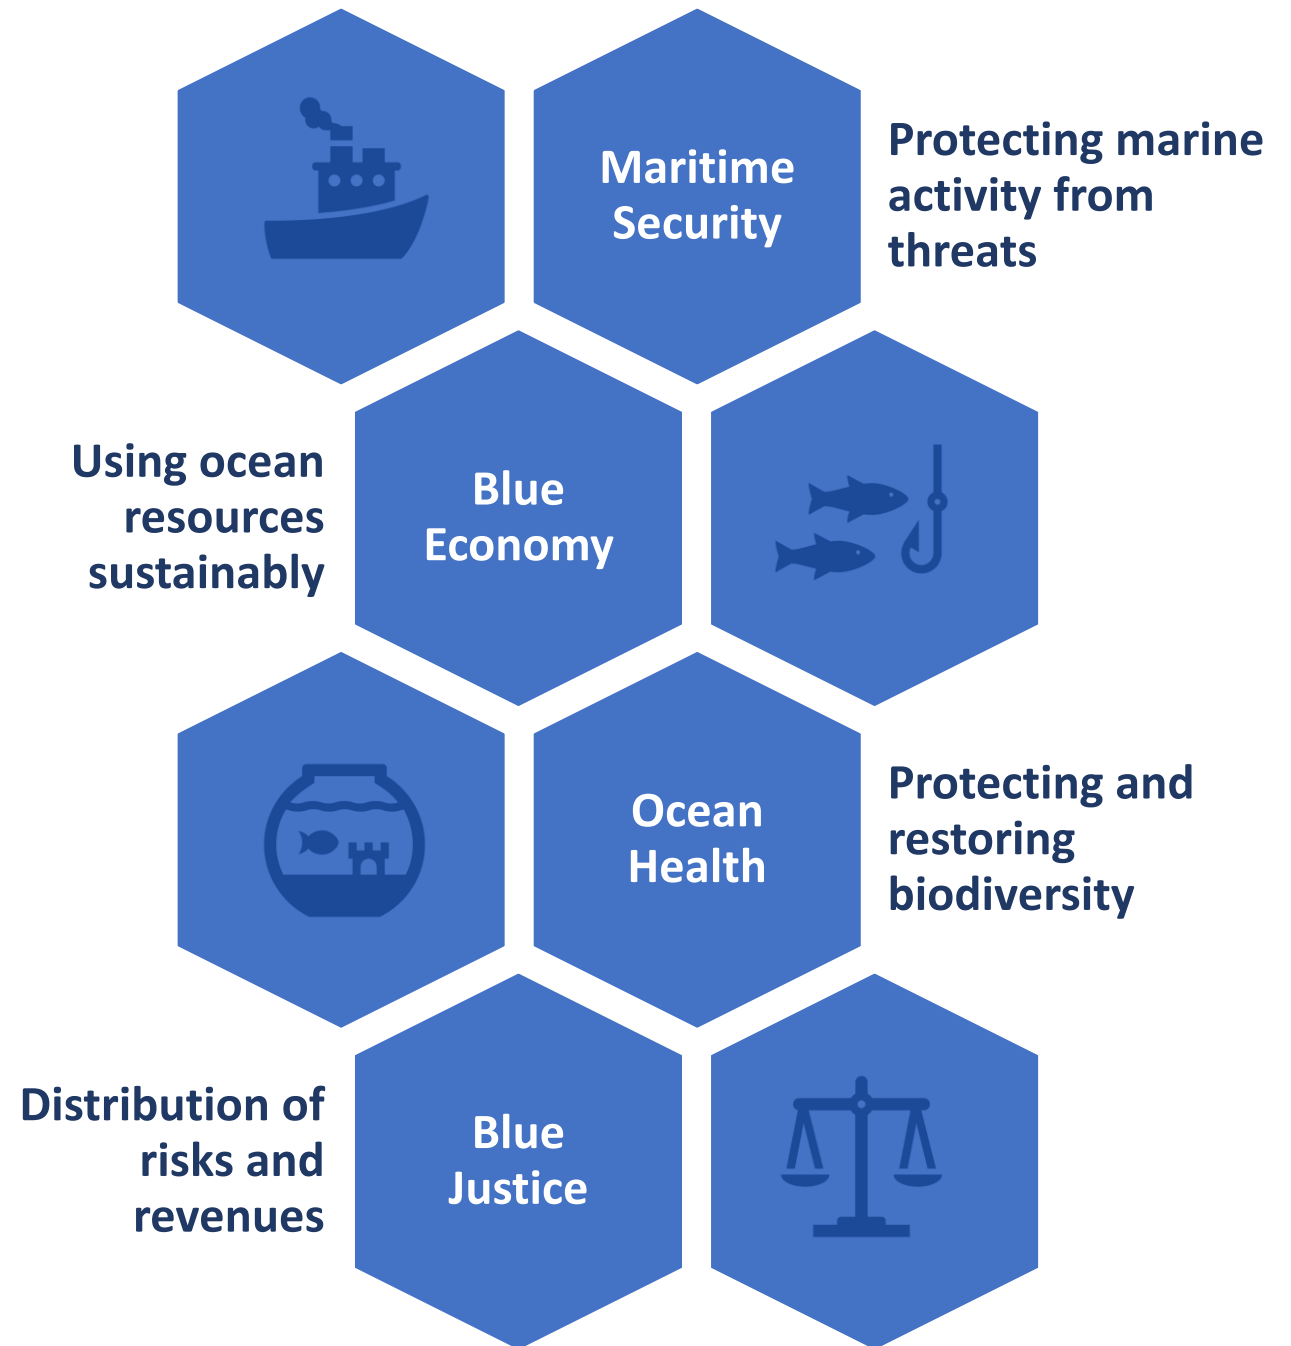 Maritime
Security
Protecting marine
activity from
threats
Using ocean
resources
sustainably
Blue
Economy
Ocean
Health
Protecting and
restoring
biodiversity
Distribution of
risks and
revenues
Blue
Justice